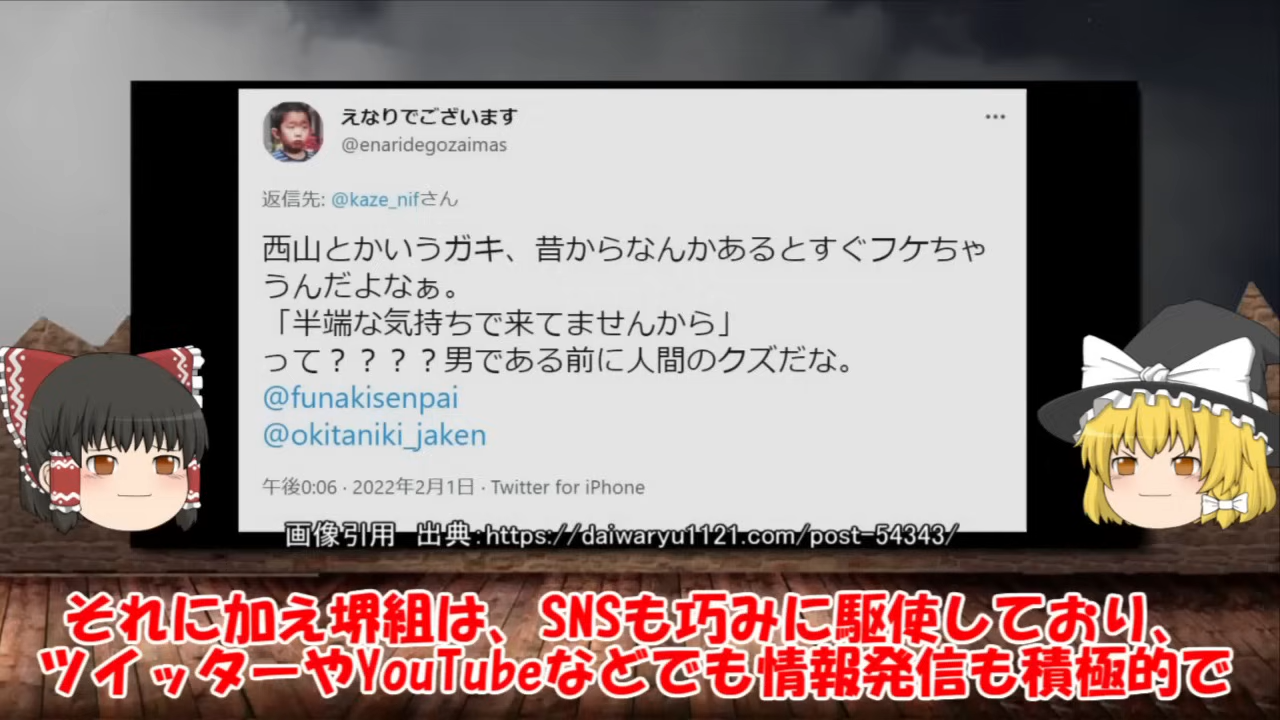 えなりでございます
@enaridegozaimas
返信先: @kaze_nifさん
西山とかいうガキ、昔からなんかあるとすぐフケちゃ
うんだよなぁ。
「半端な気持ちで来てませんから」
って？？？？男である前に人間のクズだな。
@funakisenpai
@okitaniki_jaken
午後0:06 · 2022年2月1日 · Twitter for iPhone
画像引用　出典：https://daiwaryu1121.com/post-54343/
それに加え堺組は、SNSも巧みに駆使しており、
ツイッターやYouTubeなどでも情報発信も積極的で